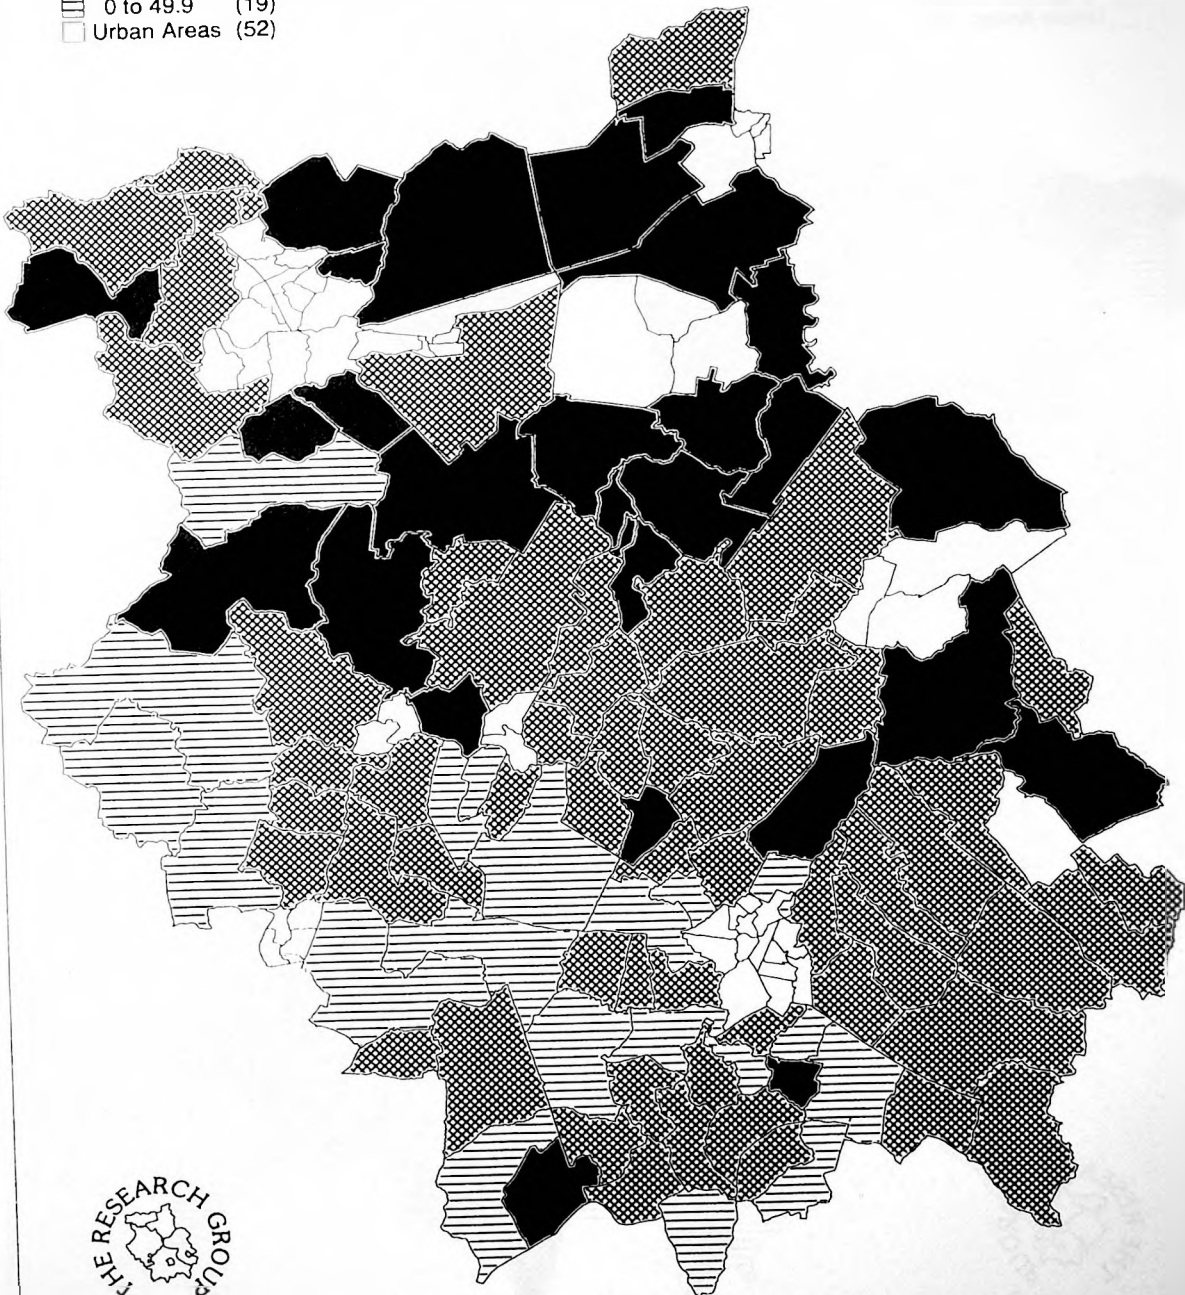 0 to 49.9 (19)
Urban Areas (52)
THE RESEARCH GROUP